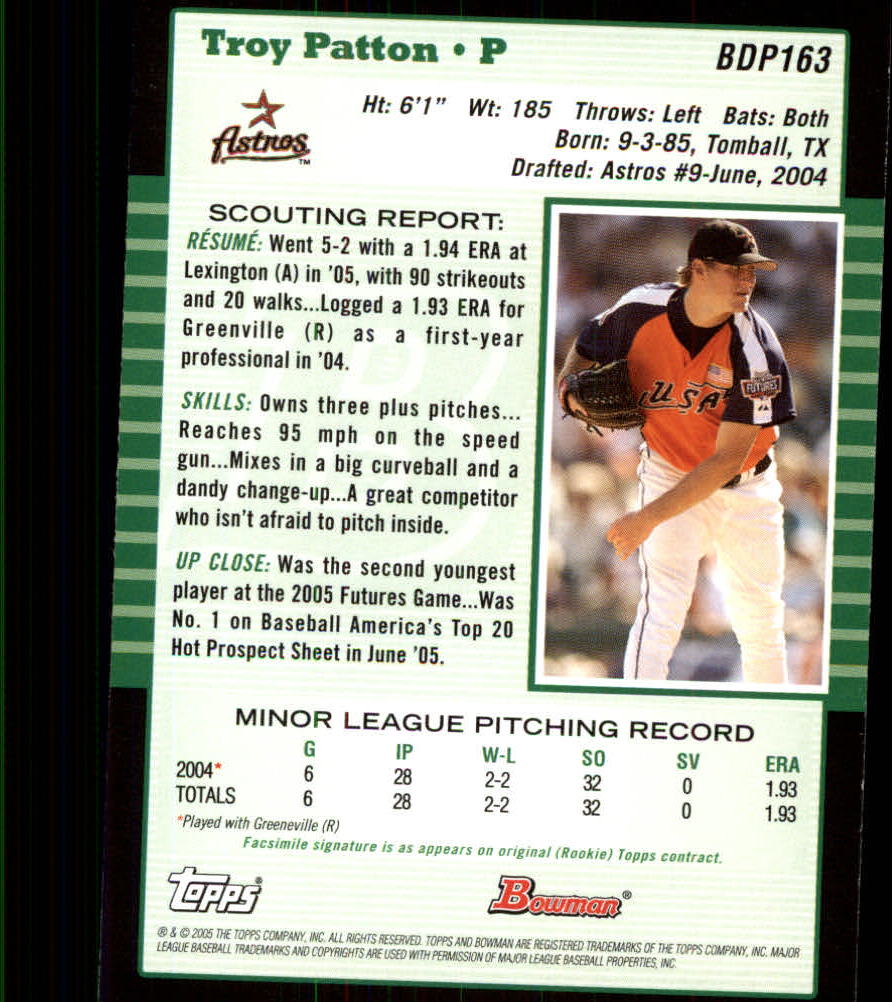 Troy Patton • P
BDP163
Astros™
Ht: 6'1" Wt: 185 Throws: Left Bats: Both
Born: 9-3-85, Tomball, TX
Drafted: Astros #9-June, 2004
SCOUTING REPORT:
RÉSUMÉ: Went 5-2 with a 1.94 ERA at
Lexington (A) in '05, with 90 strikeouts
and 20 walks...Logged a 1.93 ERA for
Greenville (R) as a first-year
professional in '04.
SKILLS: Owns three plus pitches...
Reaches 95 mph on the speed
gun...Mixes in a big curveball and a
dandy change-up...A great competitor
who isn't afraid to pitch inside.
UP CLOSE: Was the second youngest
player at the 2005 Futures Game...Was
No. 1 on Baseball America's Top 20
Hot Prospect Sheet in June '05.
USA
FUTURES
MINOR LEAGUE PITCHING RECORD
G IP W-L SO SV ERA
2004* 6 28 2-2 32 0 1.93
TOTALS 6 28 2-2 32 0 1.93
*Played with Greeneville (R)
Facsimile signature is as appears on original (Rookie) Topps contract.
Topps®
Bowman®
® & © 2005 THE TOPPS COMPANY, INC. ALL RIGHTS RESERVED. TOPPS AND BOWMAN ARE REGISTERED TRADEMARKS OF THE TOPPS COMPANY, INC. MAJOR
LEAGUE BASEBALL TRADEMARKS AND COPYRIGHTS ARE USED WITH PERMISSION OF MAJOR LEAGUE BASEBALL PROPERTIES, INC.